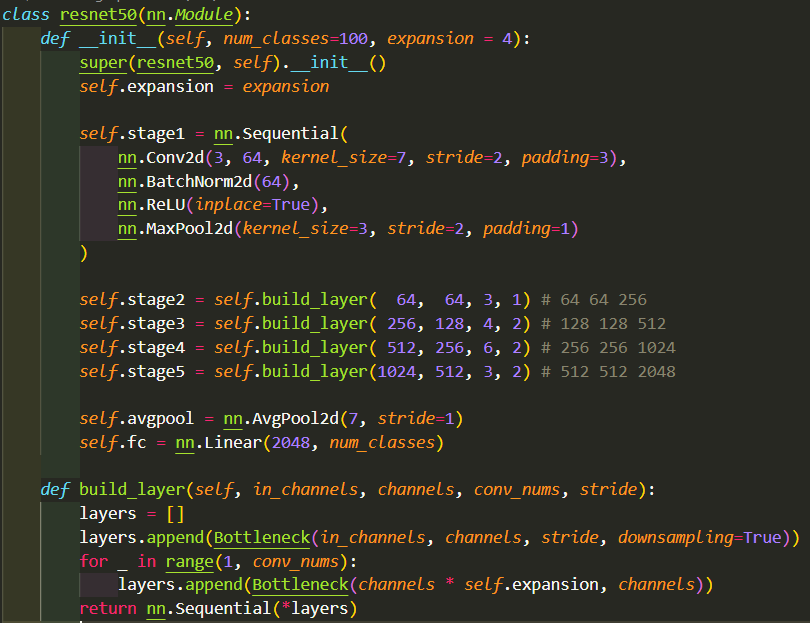 class resnet50(nn.Module):
    def __init__(self, num_classes=100, expansion = 4):
        super(resnet50, self).__init__()
        self.expansion = expansion
        self.stage1 = nn.Sequential(
            nn.Conv2d(3, 64, kernel_size=7, stride=2, padding=3),
            nn.BatchNorm2d(64),
            nn.ReLU(inplace=True),
            nn.MaxPool2d(kernel_size=3, stride=2, padding=1)
        )
        self.stage2 = self.build_layer(  64,  64, 3, 1) # 64 64 256
        self.stage3 = self.build_layer( 256, 128, 4, 2) # 128 128 512
        self.stage4 = self.build_layer( 512, 256, 6, 2) # 256 256 1024
        self.stage5 = self.build_layer(1024, 512, 3, 2) # 512 512 2048
        self.avgpool = nn.AvgPool2d(7, stride=1)
        self.fc = nn.Linear(2048, num_classes)
    def build_layer(self, in_channels, channels, conv_nums, stride):
        layers = []
        layers.append(Bottleneck(in_channels, channels, stride, downsampling=True))
        for _ in range(1, conv_nums):
            layers.append(Bottleneck(channels * self.expansion, channels))
        return nn.Sequential(*layers)